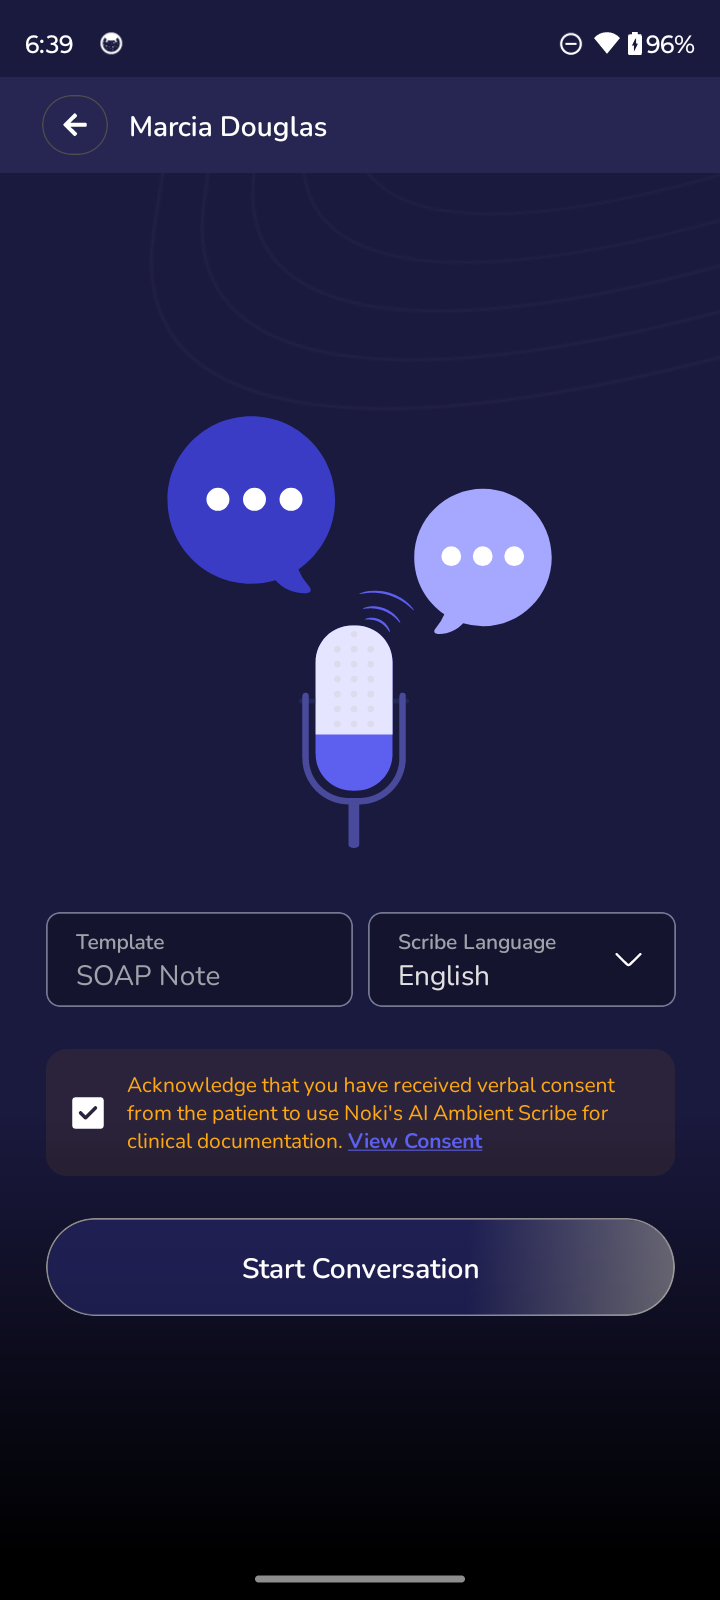 6:39
96%
Marcia Douglas
Template
SOAP Note
Scribe Language
English
Acknowledge that you have received verbal consent
from the patient to use Noki's AI Ambient Scribe for
clinical documentation. View Consent
Start Conversation